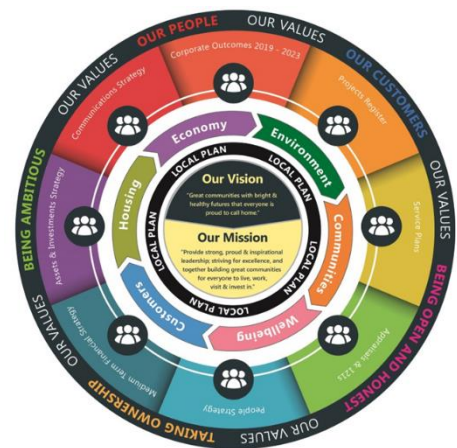 OUR VALUES
OUR PEOPLE
OUR VALUES
OUR CUSTOMERS
OUR VALUES
BEING OPEN AND HONEST
OUR VALUES
TAKING OWNERSHIP
OUR VALUES
BEING AMBITIOUS
Corporate Outcomes 2019 - 2023
Projects Register
Service Plans
Appraisals & 121s
People Strategy
Medium Term Financial Strategy
Assets & Investments Strategy
Communications Strategy
Economy
Environment
Communities
Wellbeing
Customers
Housing
LOCAL PLAN
LOCAL PLAN
LOCAL PLAN
LOCAL PLAN
LOCAL PLAN
LOCAL PLAN
Our Vision
"Great communities with bright &
healthy futures that everyone is
proud to call home."
Our Mission
"Provide strong, proud & inspirational
leadership; striving for excellence, and
together building great communities
for everyone to live, work,
visit & invest in."